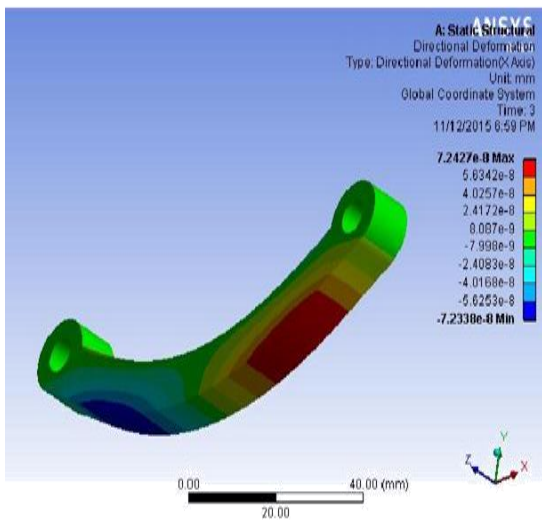 ANSYS
A: Static Structural
Directional Deformation
Type: Directional Deformation(X Axis)
Unit: mm
Global Coordinate System
Time: 3
11/12/2015 6:59 PM
7.2427e-8 Max
5.6342e-8
4.0257e-8
2.4172e-8
8.087e-9
-7.998e-9
-2.4083e-8
-4.0168e-8
-5.6253e-8
-7.2338e-8 Min
Y
Z
X
0.00 40.00 (mm)
20.00